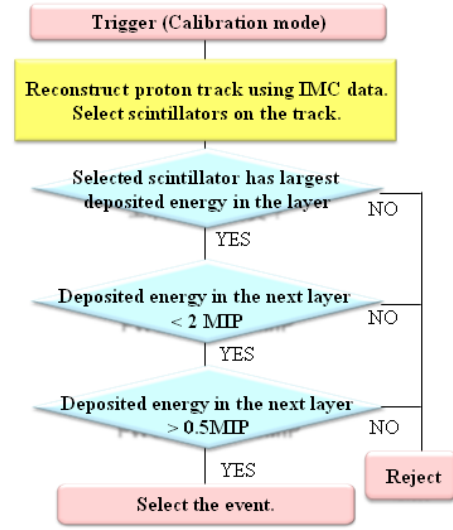 Trigger (Calibration mode)
Reconstruct proton track using IMC data.
Select scintillators on the track.
Selected scintillator has largest
deposited energy in the layer
NO
YES
Deposited energy in the next layer
< 2 MIP
NO
YES
Deposited energy in the next layer
> 0.5MIP
NO
YES
Reject
Select the event.